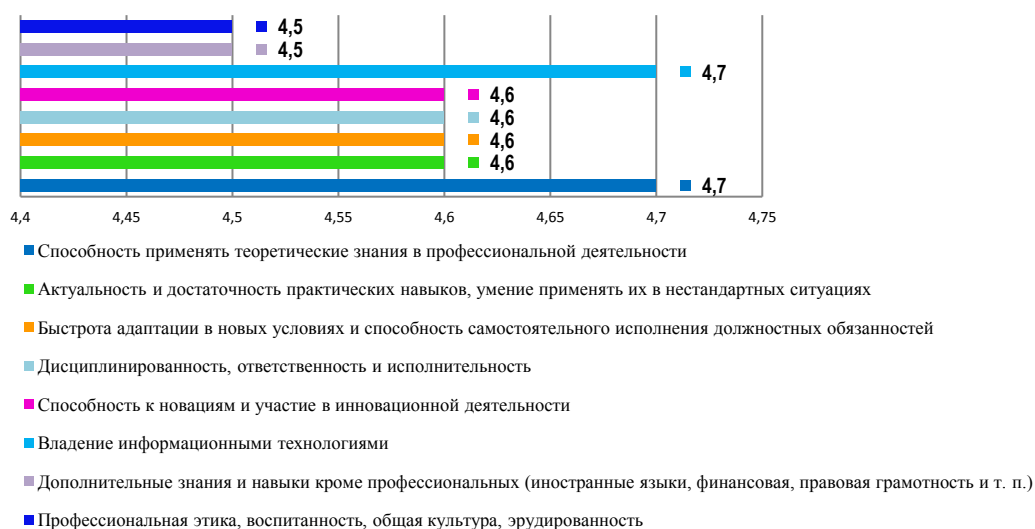 4,5
4,5
4,7
4,6
4,6
4,6
4,6
4,7
4,4 4,45 4,5 4,55 4,6 4,65 4,7 4,75
Способность применять теоретические знания в профессиональной деятельности
Актуальность и достаточность практических навыков, умение применять их в нестандартных ситуациях
Быстрота адаптации в новых условиях и способность самостоятельного исполнения должностных обязанностей
Дисциплинированность, ответственность и исполнительность
Способность к новациям и участие в инновационной деятельности
Владение информационными технологиями
Дополнительные знания и навыки кроме профессиональных (иностранные языки, финансовая, правовая грамотность и т. п.)
Профессиональная этика, воспитанность, общая культура, эрудированность